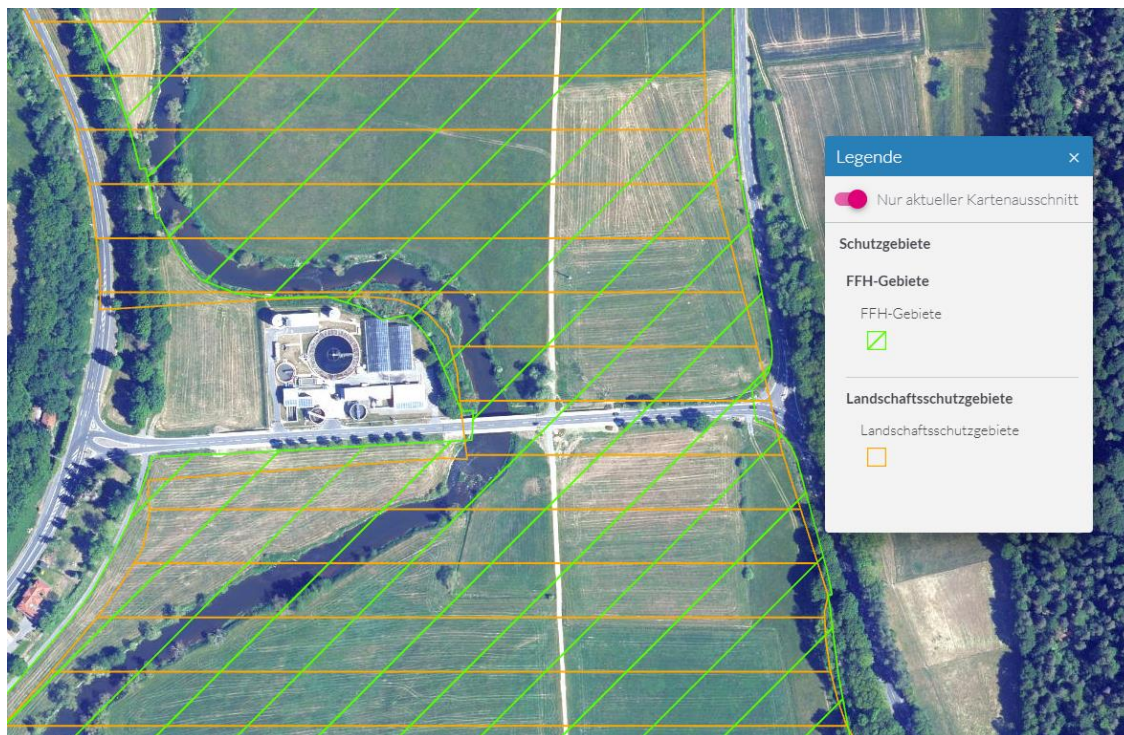 Legende ×
Nur aktueller Kartenausschnitt
Schutzgebiete
FFH-Gebiete
FFH-Gebiete
Landschaftsschutzgebiete
Landschaftsschutzgebiete